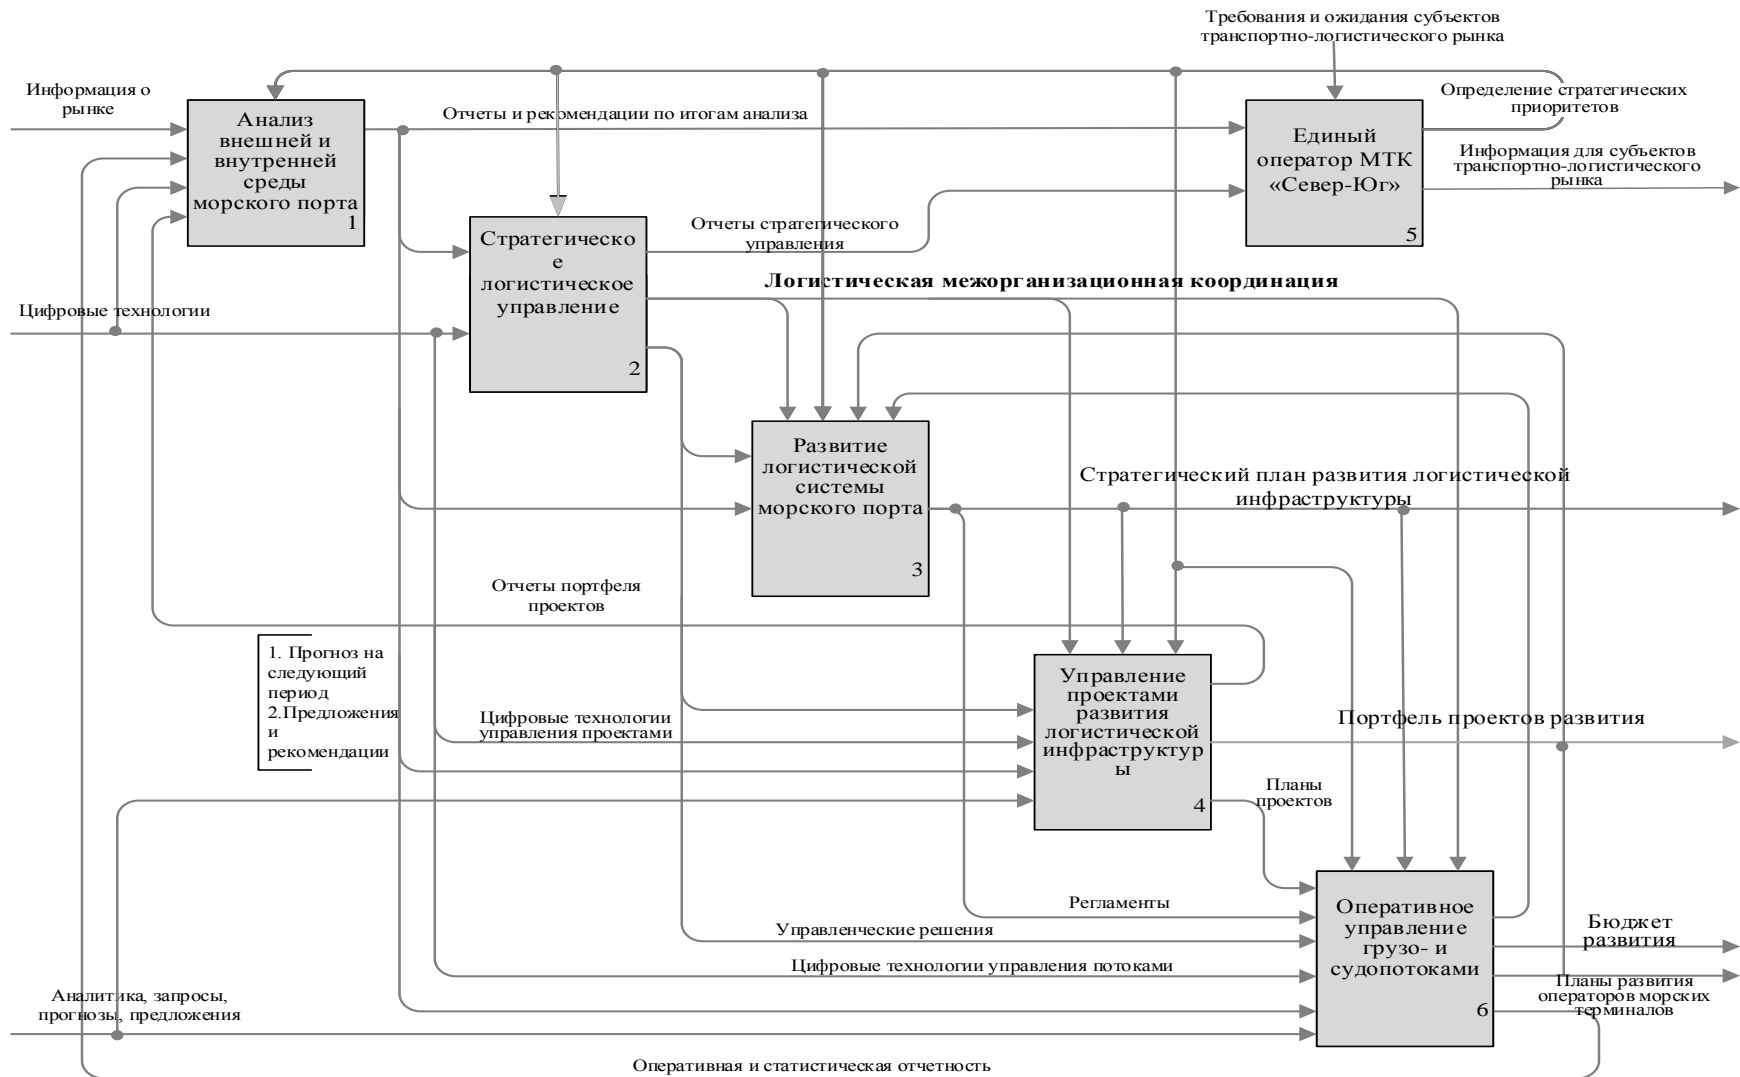 Требования и ожидания субъектов
транспортно-логистического рынка
Информация о
рынке
Анализ
внешней и
внутренней
среды
морского порта
1
Отчеты и рекомендации по итогам анализа
Единый
оператор МТК
«Север-Юг»
5
Определение стратегических
приоритетов
Информация для субъектов
транспортно-логистического
рынка
Стратегическо
е
логистическое
управление
2
Отчеты стратегического
управления
Логистическая межорганизационная координация
Цифровые технологии
Развитие
логистической
системы
морского порта
3
Стратегический план развития логистической
инфраструктуры
Отчеты портфеля
проектов
1. Прогноз на
следующий
период
2.Предложения
и
рекомендации
Цифровые технологии
управления проектами
Управление
проектами
развития
логистической
инфраструктур
ы
4
Портфель проектов развития
Планы
проектов
Оперативное
управление
грузо- и
судопотоками
6
Регламенты
Управленческие решения
Цифровые технологии управления потоками
Бюджет
развития
Планы развития
операторов морских
терминалов
Аналитика, запросы,
прогнозы, предложения
Оперативная и статистическая отчетность